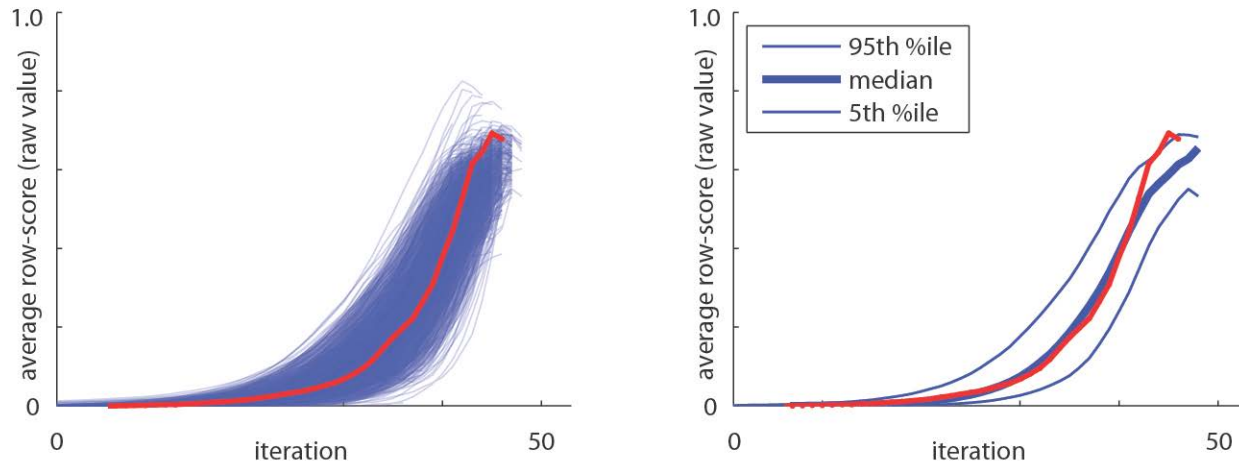 1.0
average row-score (raw value)
0
0
iteration
50
1.0
average row-score (raw value)
95th %ile
median
5th %ile
0
0
iteration
50